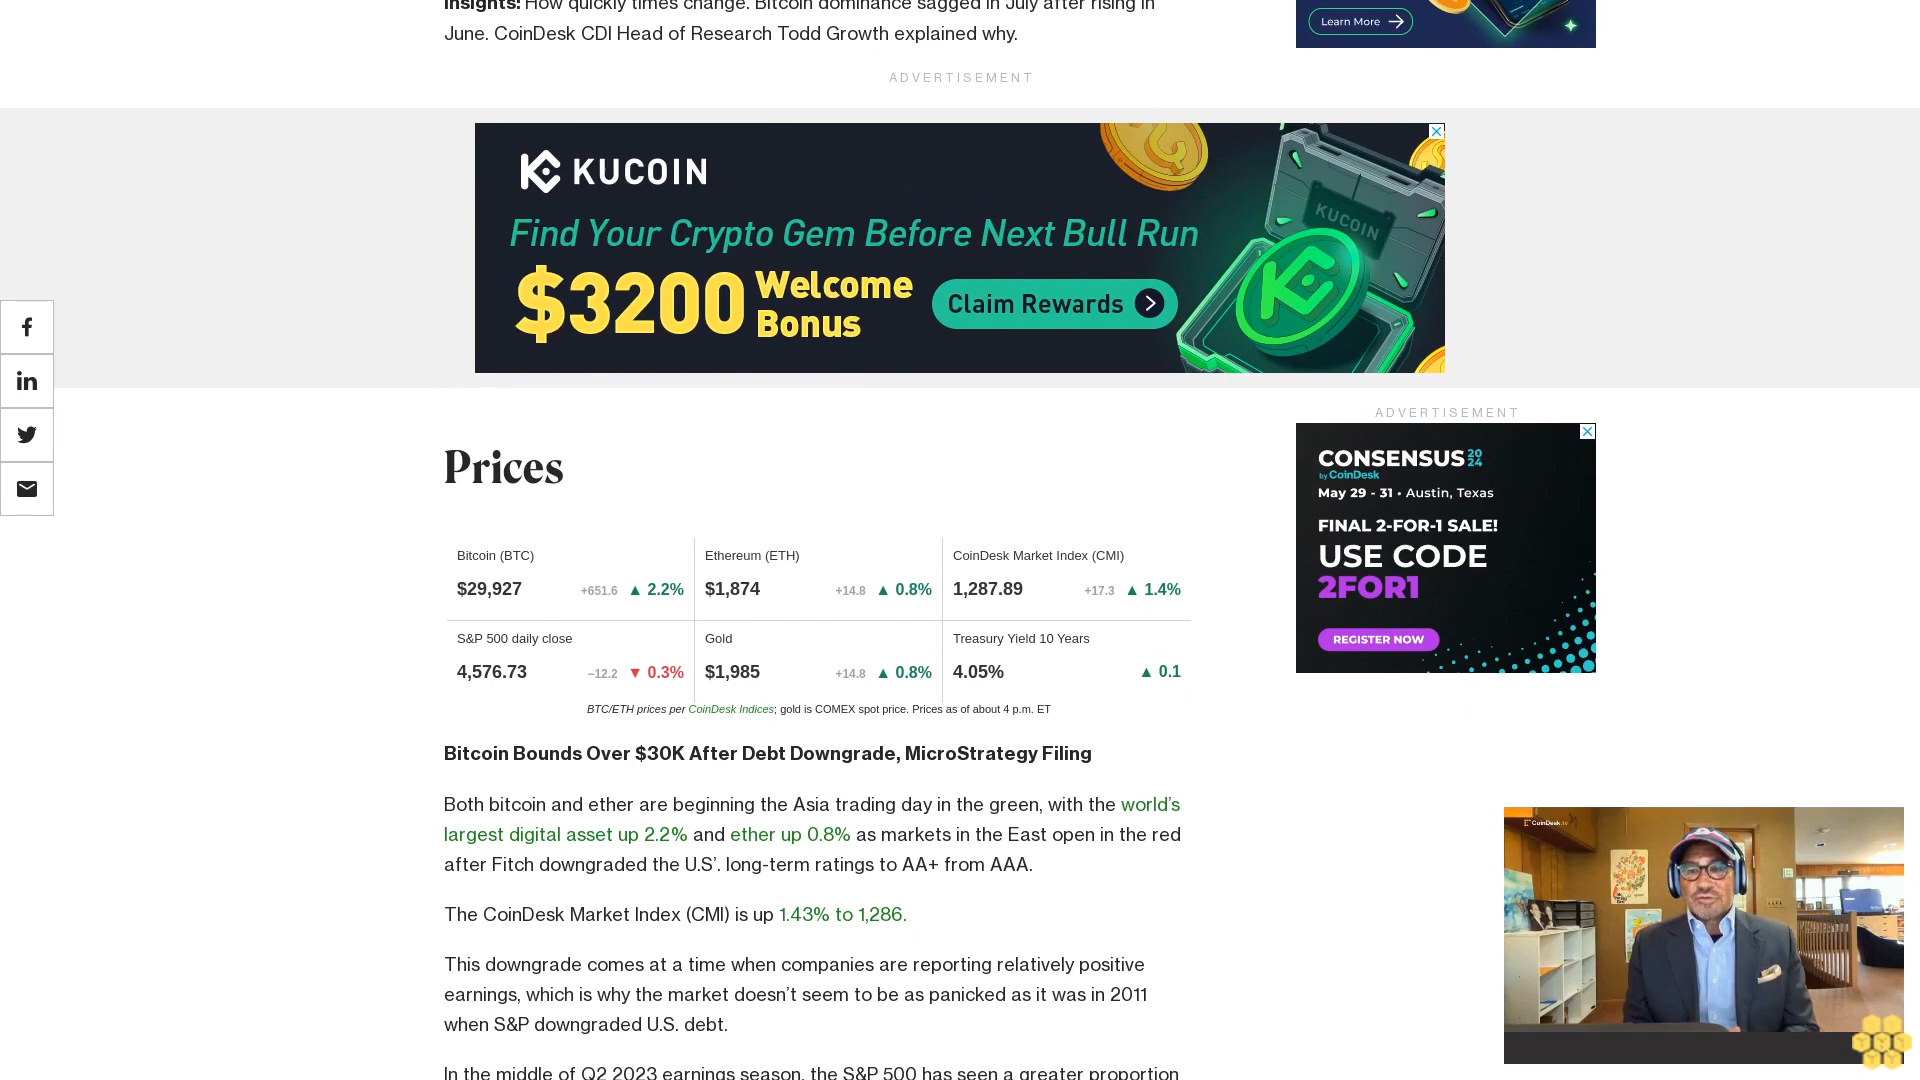 Insights: How quickly times change. Bitcoin dominance sagged in July after rising in
June. CoinDesk CDI Head of Research Todd Growth explained why.
Learn More
ADVERTISEMENT
KUCOIN
Find Your Crypto Gem Before Next Bull Run
$3200 Welcome
Bonus
Claim Rewards
KUCOIN
ADVERTISEMENT
CONSENSUS 2024
by CoinDesk
May 29 - 31 • Austin, Texas
FINAL 2-FOR-1 SALE!
USE CODE
2FOR1
REGISTER NOW
Prices
Bitcoin (BTC)
$29,927 +651.6 ▲ 2.2%
Ethereum (ETH)
$1,874 +14.8 ▲ 0.8%
CoinDesk Market Index (CMI)
1,287.89 +17.3 ▲ 1.4%
S&P 500 daily close
4,576.73 −12.2 ▼ 0.3%
Gold
$1,985 +14.8 ▲ 0.8%
Treasury Yield 10 Years
4.05% ▲ 0.1
BTC/ETH prices per CoinDesk Indices; gold is COMEX spot price. Prices as of about 4 p.m. ET
Bitcoin Bounds Over $30K After Debt Downgrade, MicroStrategy Filing
Both bitcoin and ether are beginning the Asia trading day in the green, with the world’s
largest digital asset up 2.2% and ether up 0.8% as markets in the East open in the red
after Fitch downgraded the U.S’. long-term ratings to AA+ from AAA.
The CoinDesk Market Index (CMI) is up 1.43% to 1,286.
This downgrade comes at a time when companies are reporting relatively positive
earnings, which is why the market doesn’t seem to be as panicked as it was in 2011
when S&P downgraded U.S. debt.
In the middle of Q2 2023 earnings season, the S&P 500 has seen a greater proportion
CoinDesk tv